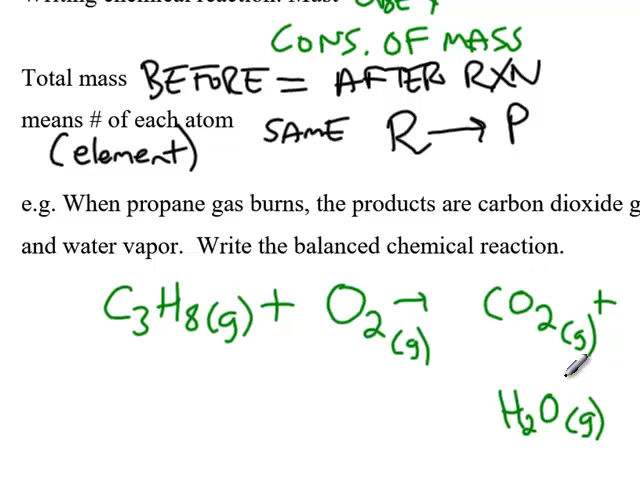 Writing chemical reaction. Must OBEY
CONS. OF MASS
Total mass BEFORE = AFTER RXN
means # of each atom SAME R → P
(element)
e.g. When propane gas burns, the products are carbon dioxide g
and water vapor. Write the balanced chemical reaction.
C₃H₈(g) + O₂(g) → CO₂(g) +
H₂O(g)